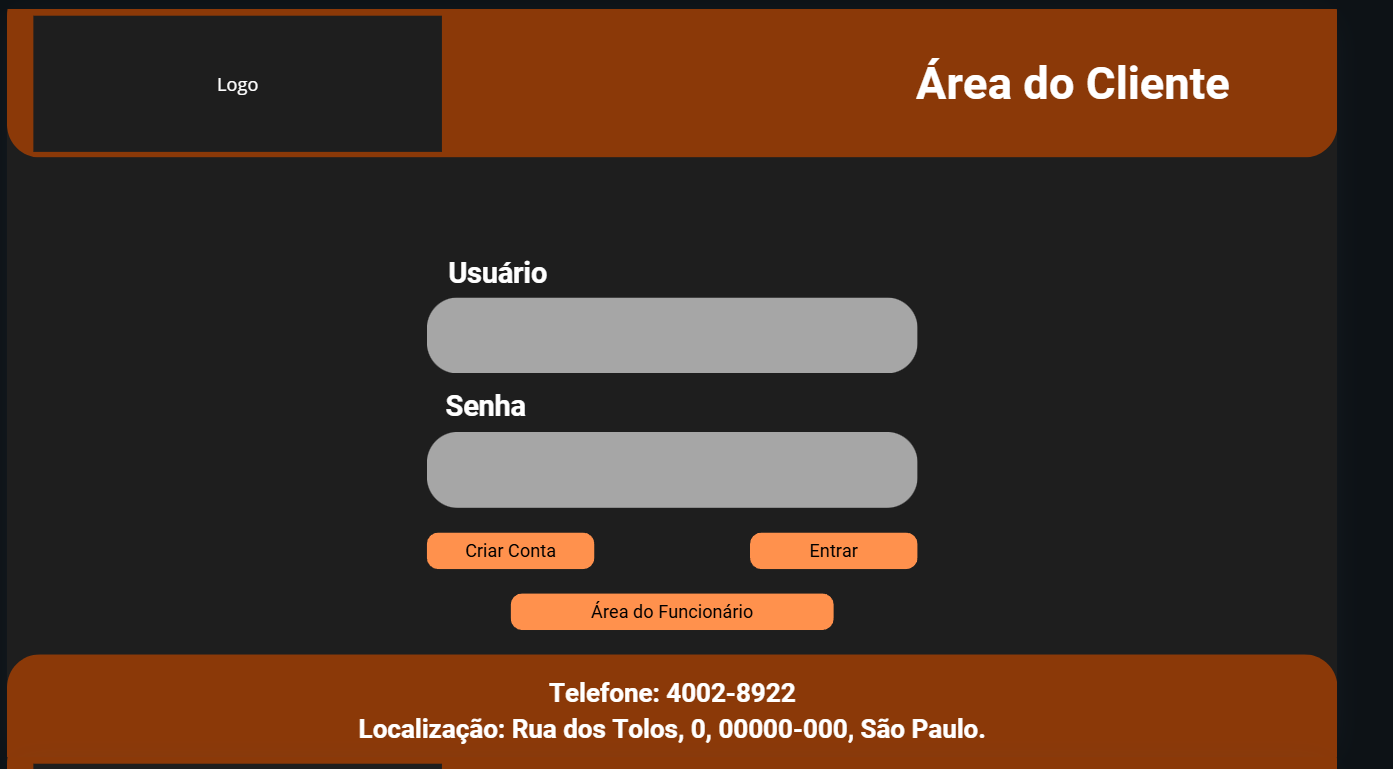 Logo
Área do Cliente
Usuário
Senha
Criar Conta
Entrar
Área do Funcionário
Telefone: 4002-8922
Localização: Rua dos Tolos, 0, 00000-000, São Paulo.